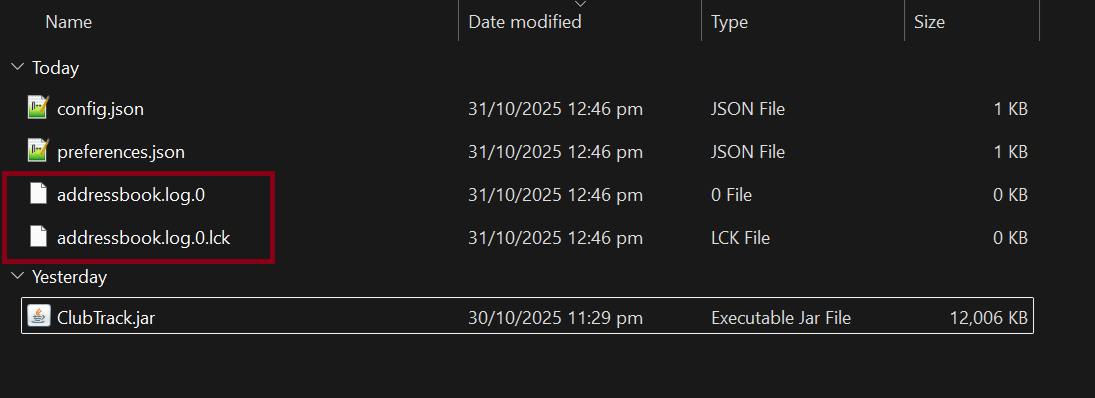 Name Date modified Type Size
Today
config.json 31/10/2025 12:46 pm JSON File 1 KB
preferences.json 31/10/2025 12:46 pm JSON File 1 KB
addressbook.log.0 31/10/2025 12:46 pm 0 File 0 KB
addressbook.log.0.lck 31/10/2025 12:46 pm LCK File 0 KB
Yesterday
ClubTrack.jar 30/10/2025 11:29 pm Executable Jar File 12,006 KB